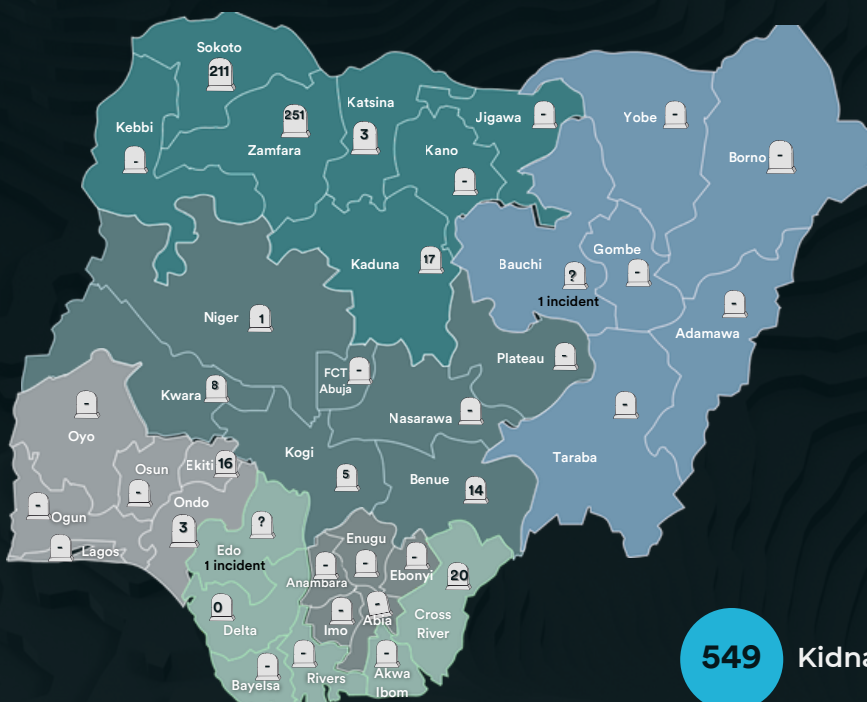 Sokoto
211
Kebbi
-
251
Zamfara
Katsina
3
Kano
-
Jigawa
-
Yobe
-
Borno
-
Kaduna
17
Bauchi
?
1 incident
Gombe
-
Adamawa
-
Niger
1
Plateau
-
FCT
Abuja
-
Kwara
8
Nasarawa
-
Taraba
-
Oyo
-
Kogi
5
Benue
14
Ekiti
16
Osun
-
Ogun
-
Lagos
-
Ondo
3
Edo
1 incident
?
Enugu
-
Anambara
-
Ebonyi
-
Imo
-
Abia
-
Cross
River
20
Delta
0
Bayelsa
-
Rivers
-
Akwa
Ibom
-
549
Kidna